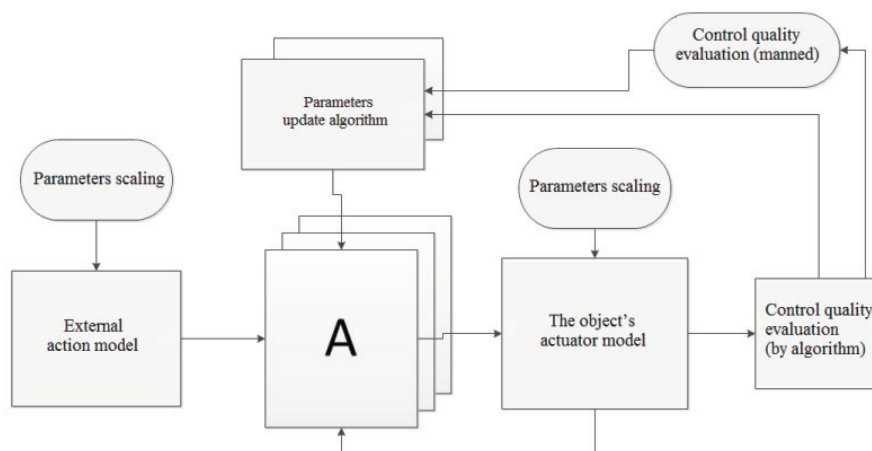 Control quality
evaluation (manned)
Parameters
update algorithm
Parameters scaling
Parameters scaling
External
action model
A
The object's
actuator model
Control quality
evaluation
(by algorithm)